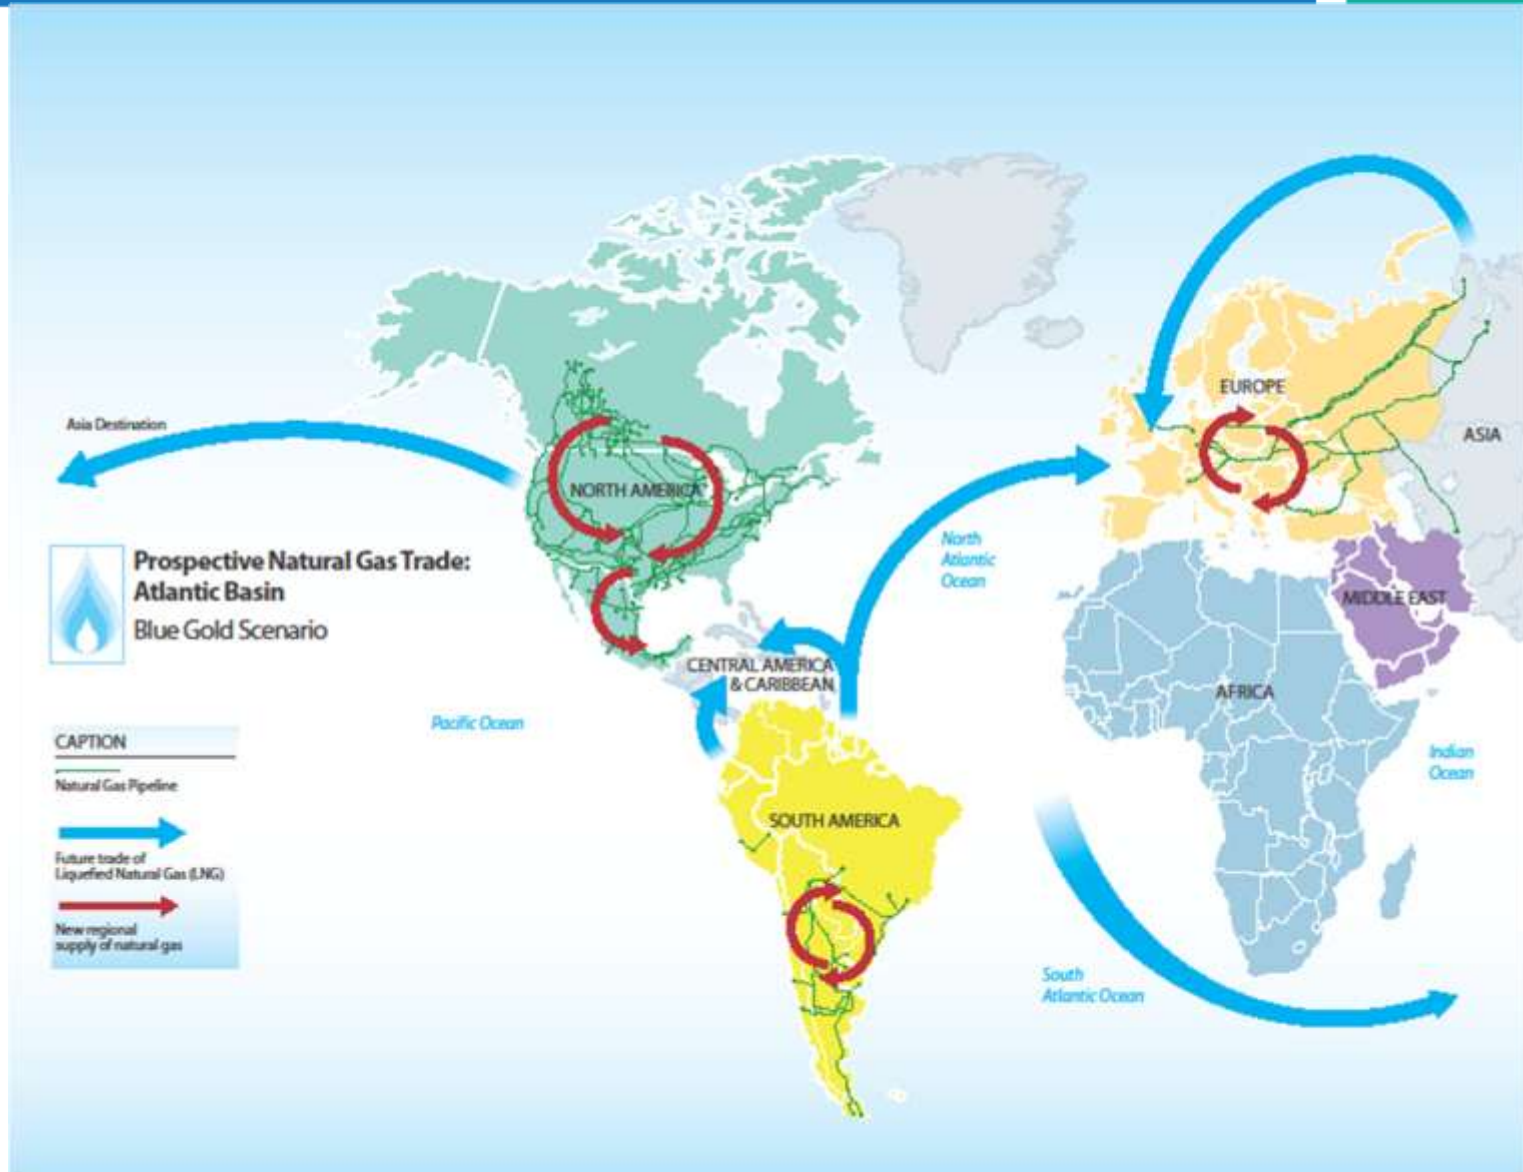 Asia Destination
NORTH AMERICA
EUROPE
ASIA
Prospective Natural Gas Trade:
Atlantic Basin
Blue Gold Scenario
North
Atlantic
Ocean
MIDDLE EAST
CENTRAL AMERICA
& CARIBBEAN
AFRICA
Pacific Ocean
Indian
Ocean
CAPTION
Natural Gas Pipeline
Future trade of
Liquefied Natural Gas (LNG)
New regional
supply of natural gas
SOUTH AMERICA
South
Atlantic Ocean